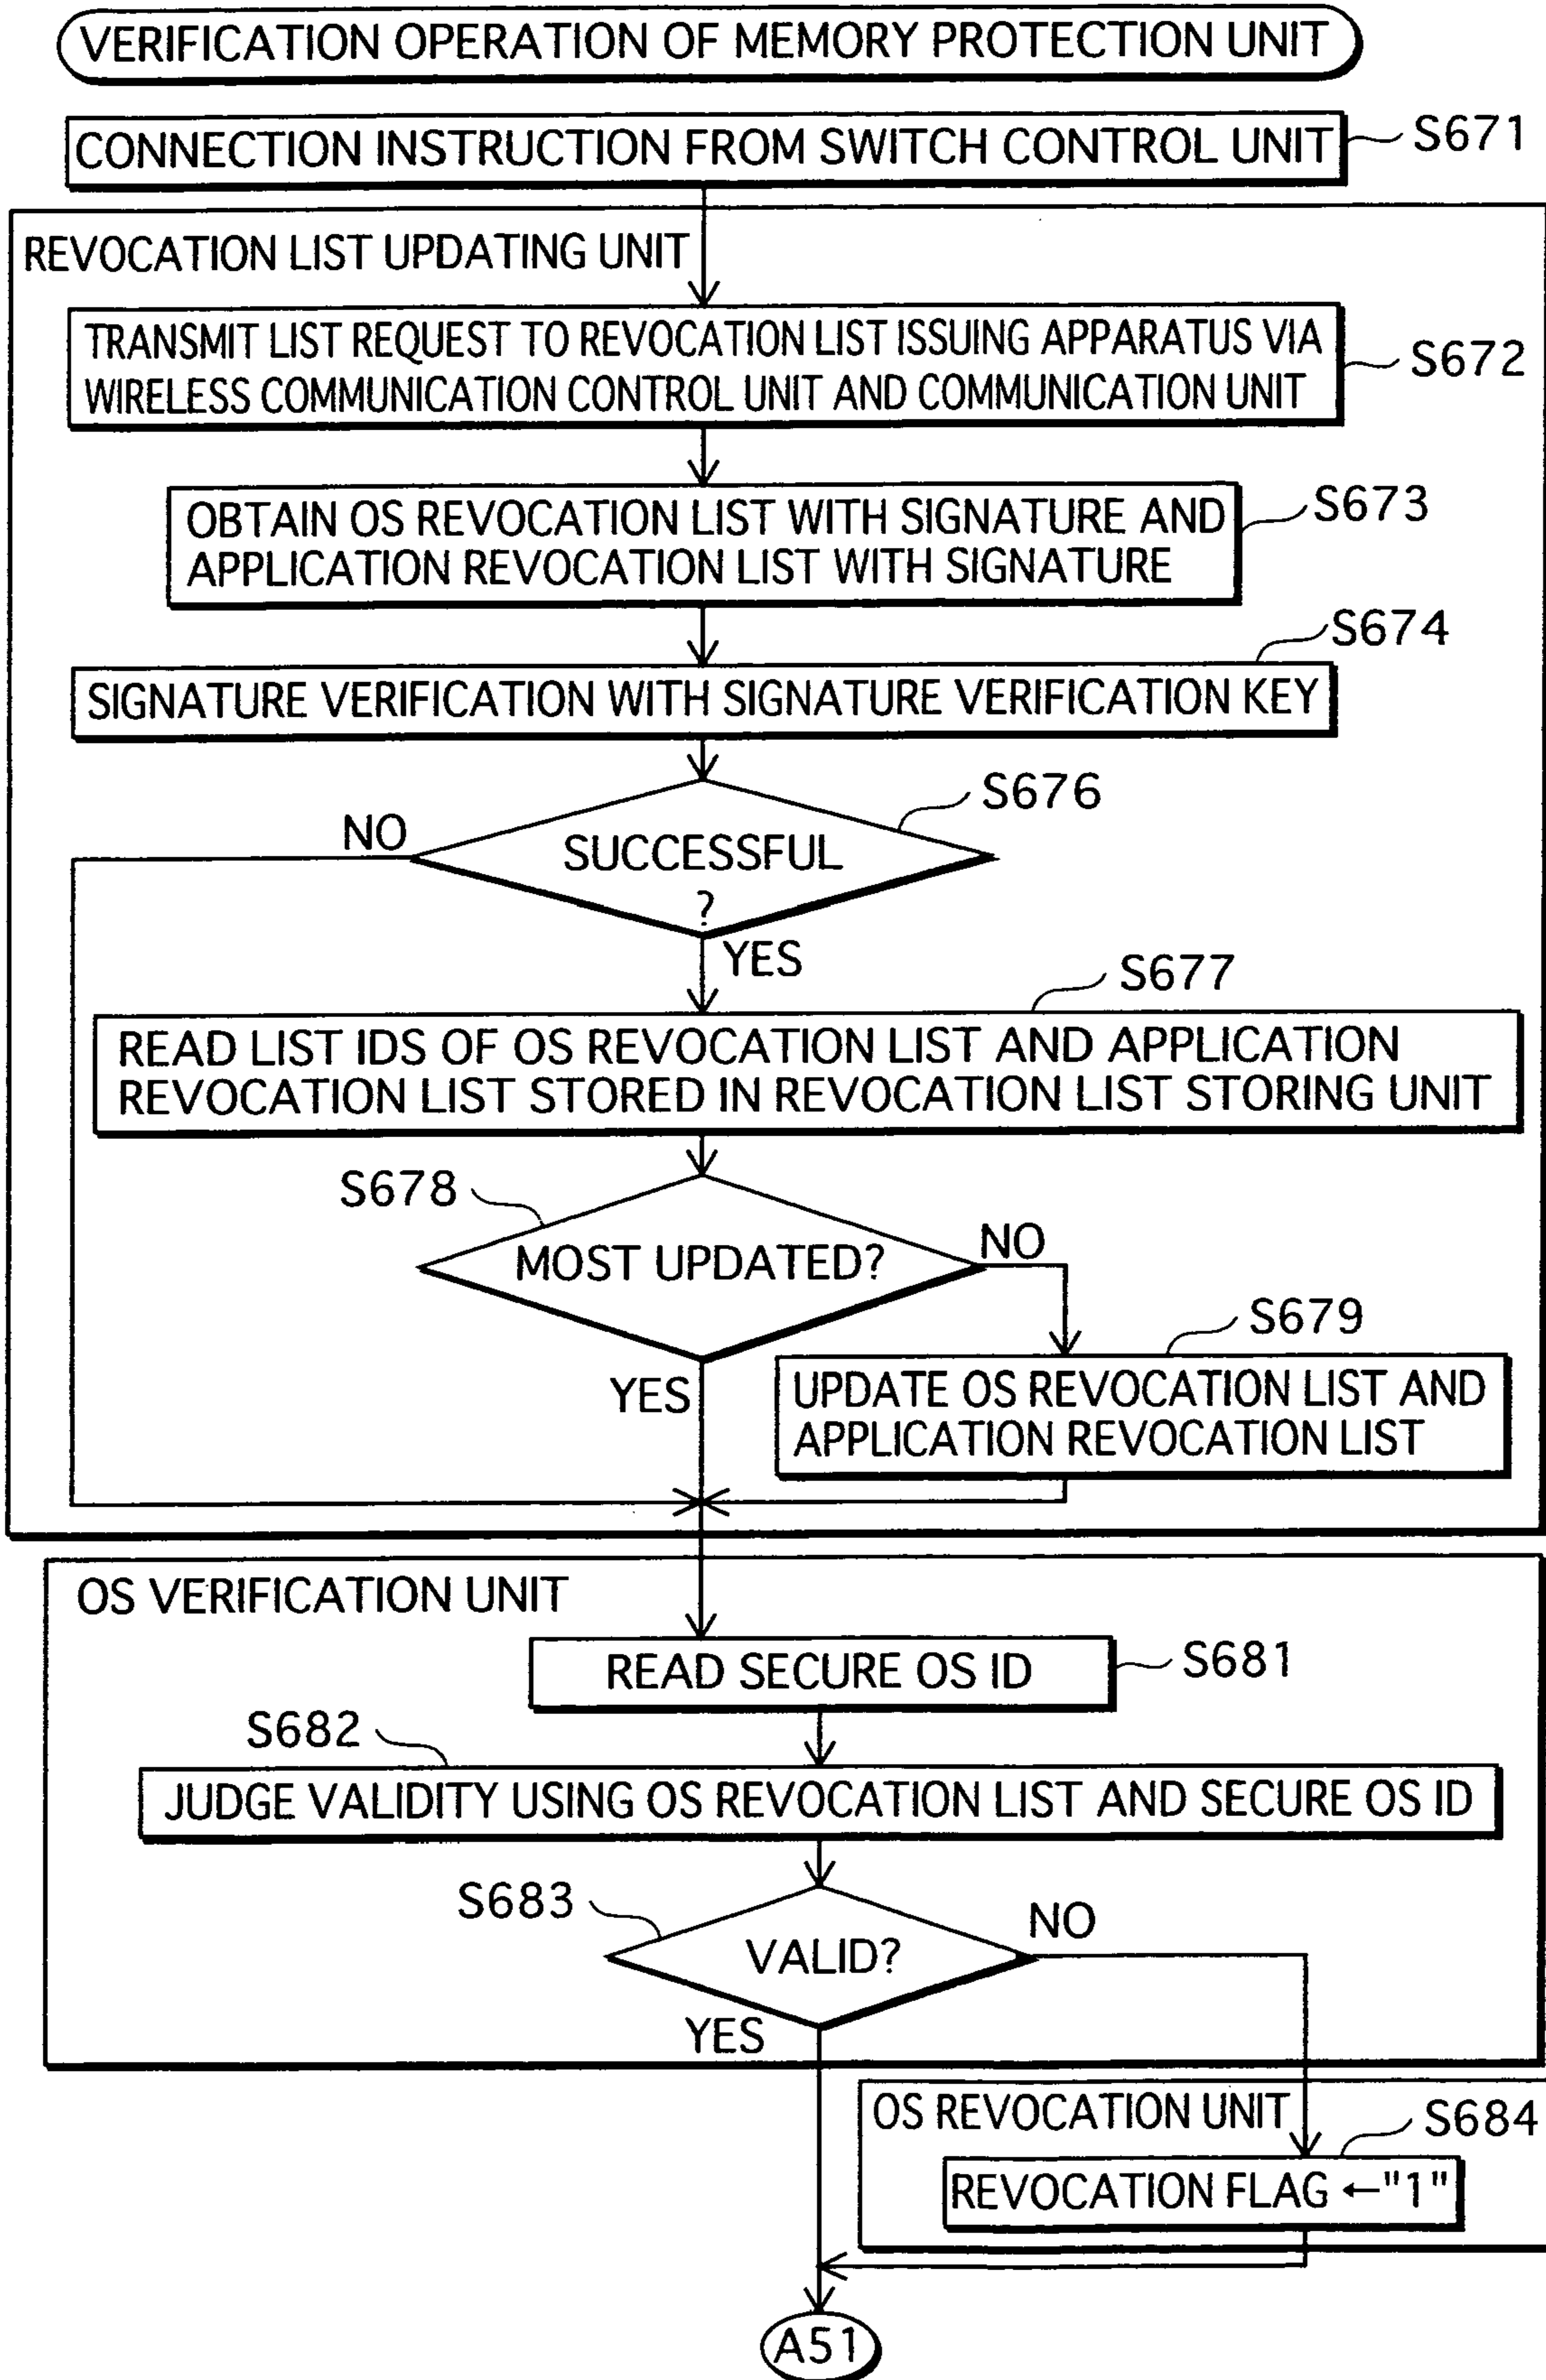 VERIFICATION OPERATION OF MEMORY PROTECTION UNIT
CONNECTION INSTRUCTION FROM SWITCH CONTROL UNIT
S671
REVOCATION LIST UPDATING UNIT
TRANSMIT LIST REQUEST TO REVOCATION LIST ISSUING APPARATUS VIA
WIRELESS COMMUNICATION CONTROL UNIT AND COMMUNICATION UNIT
S672
OBTAIN OS REVOCATION LIST WITH SIGNATURE AND
APPLICATION REVOCATION LIST WITH SIGNATURE
S673
S674
SIGNATURE VERIFICATION WITH SIGNATURE VERIFICATION KEY
S676
NO
SUCCESSFUL
?
YES
S677
READ LIST IDS OF OS REVOCATION LIST AND APPLICATION
REVOCATION LIST STORED IN REVOCATION LIST STORING UNIT
S678
MOST UPDATED?
NO
S679
YES
UPDATE OS REVOCATION LIST AND
APPLICATION REVOCATION LIST
OS VERIFICATION UNIT
READ SECURE OS ID
S681
S682
JUDGE VALIDITY USING OS REVOCATION LIST AND SECURE OS ID
S683
VALID?
NO
YES
OS REVOCATION UNIT
S684
REVOCATION FLAG ←"1"
A51